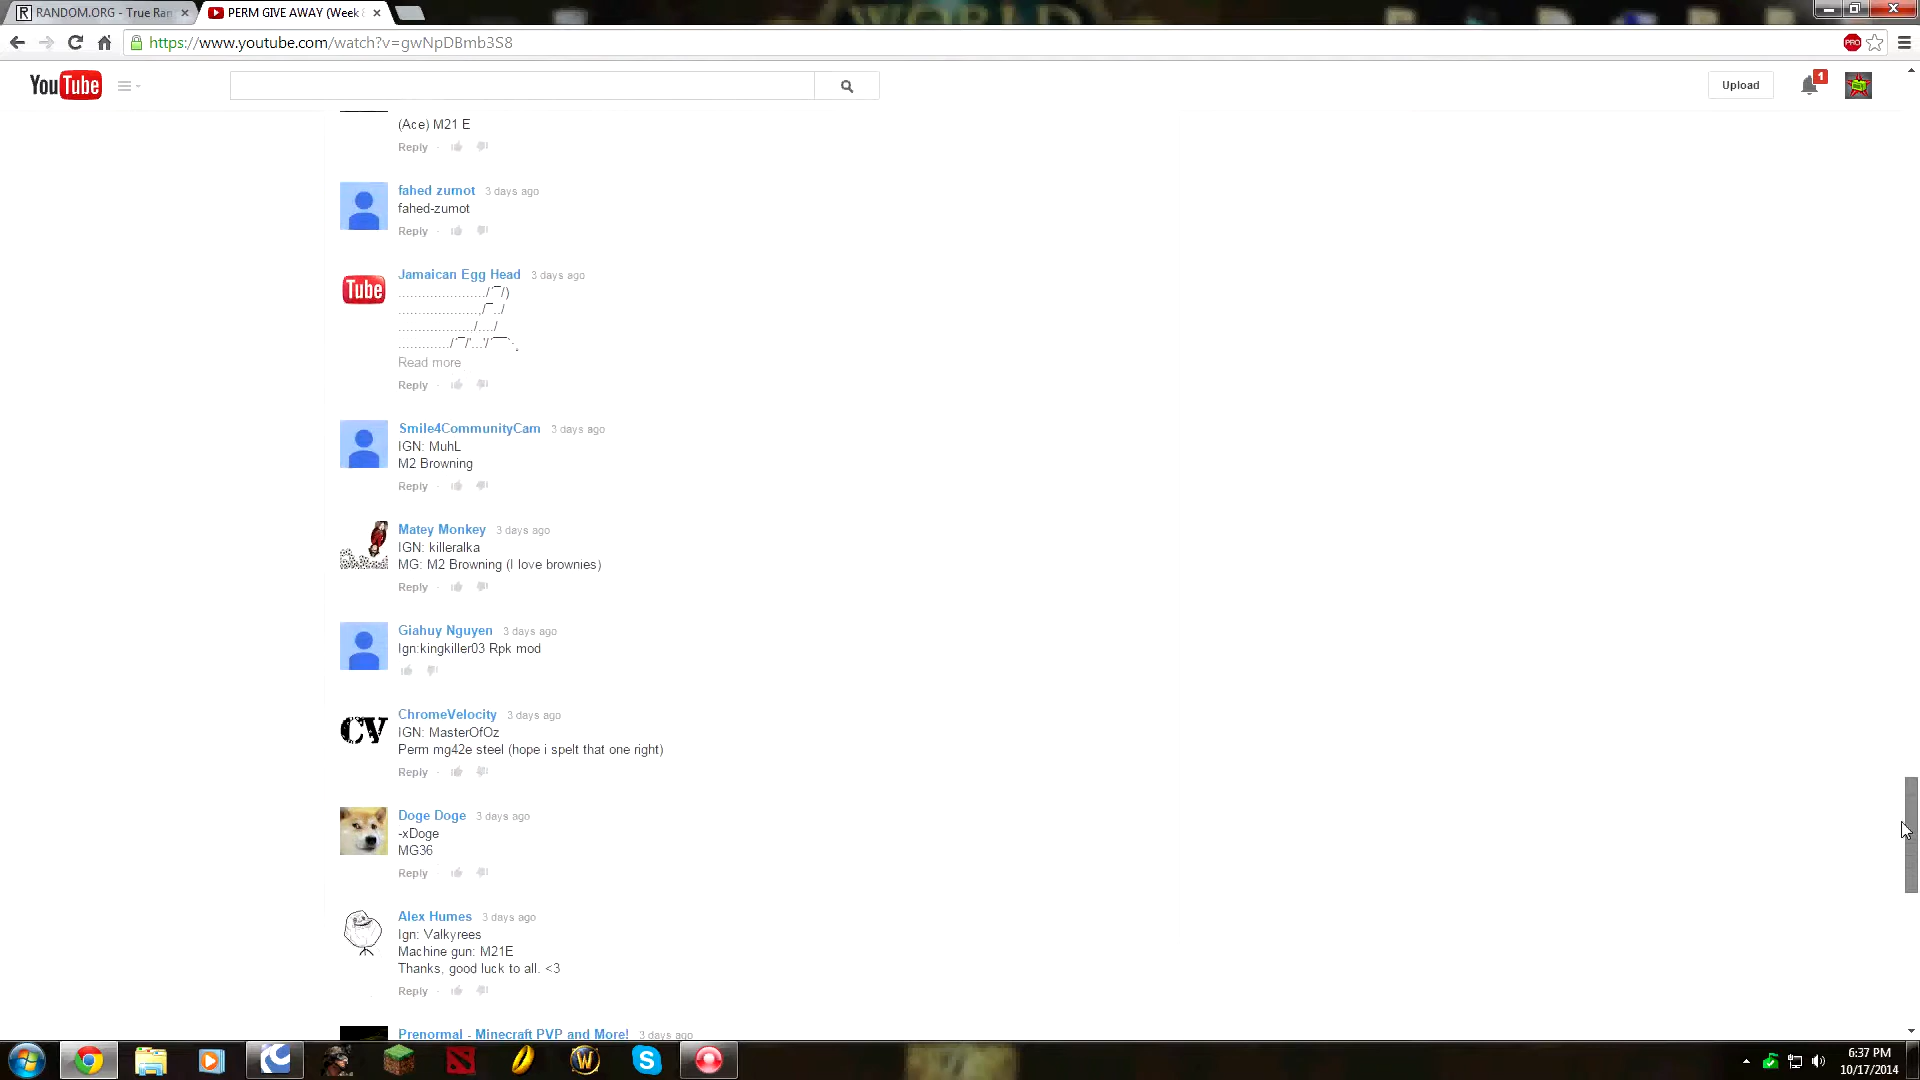 RANDOM.ORG - True Ran
PERM GIVE AWAY (Week
https://www.youtube.com/watch?v=gwNpDBmb3S8
PRO
YouTube
Upload
1
(Ace) M21 E
Reply
fahed zumot 3 days ago
fahed-zumot
Reply
Tube
Jamaican Egg Head 3 days ago
....................../´¯/)
....................,/¯../
.................../..../
............./´¯/'...'/´¯¯`·¸
Read more
Reply
Smile4CommunityCam 3 days ago
IGN: MuhL
M2 Browning
Reply
Matey Monkey 3 days ago
IGN: killeralka
MG: M2 Browning (I love brownies)
Reply
Giahuy Nguyen 3 days ago
Ign:kingkiller03 Rpk mod
CV
ChromeVelocity 3 days ago
IGN: MasterOfOz
Perm mg42e steel (hope i spelt that one right)
Reply
Doge Doge 3 days ago
-xDoge
MG36
Reply
Alex Humes 3 days ago
Ign: Valkyrees
Machine gun: M21E
Thanks, good luck to all. <3
Reply
Prenormal - Minecraft PVP and More! 3 days ago
6:37 PM
10/17/2014